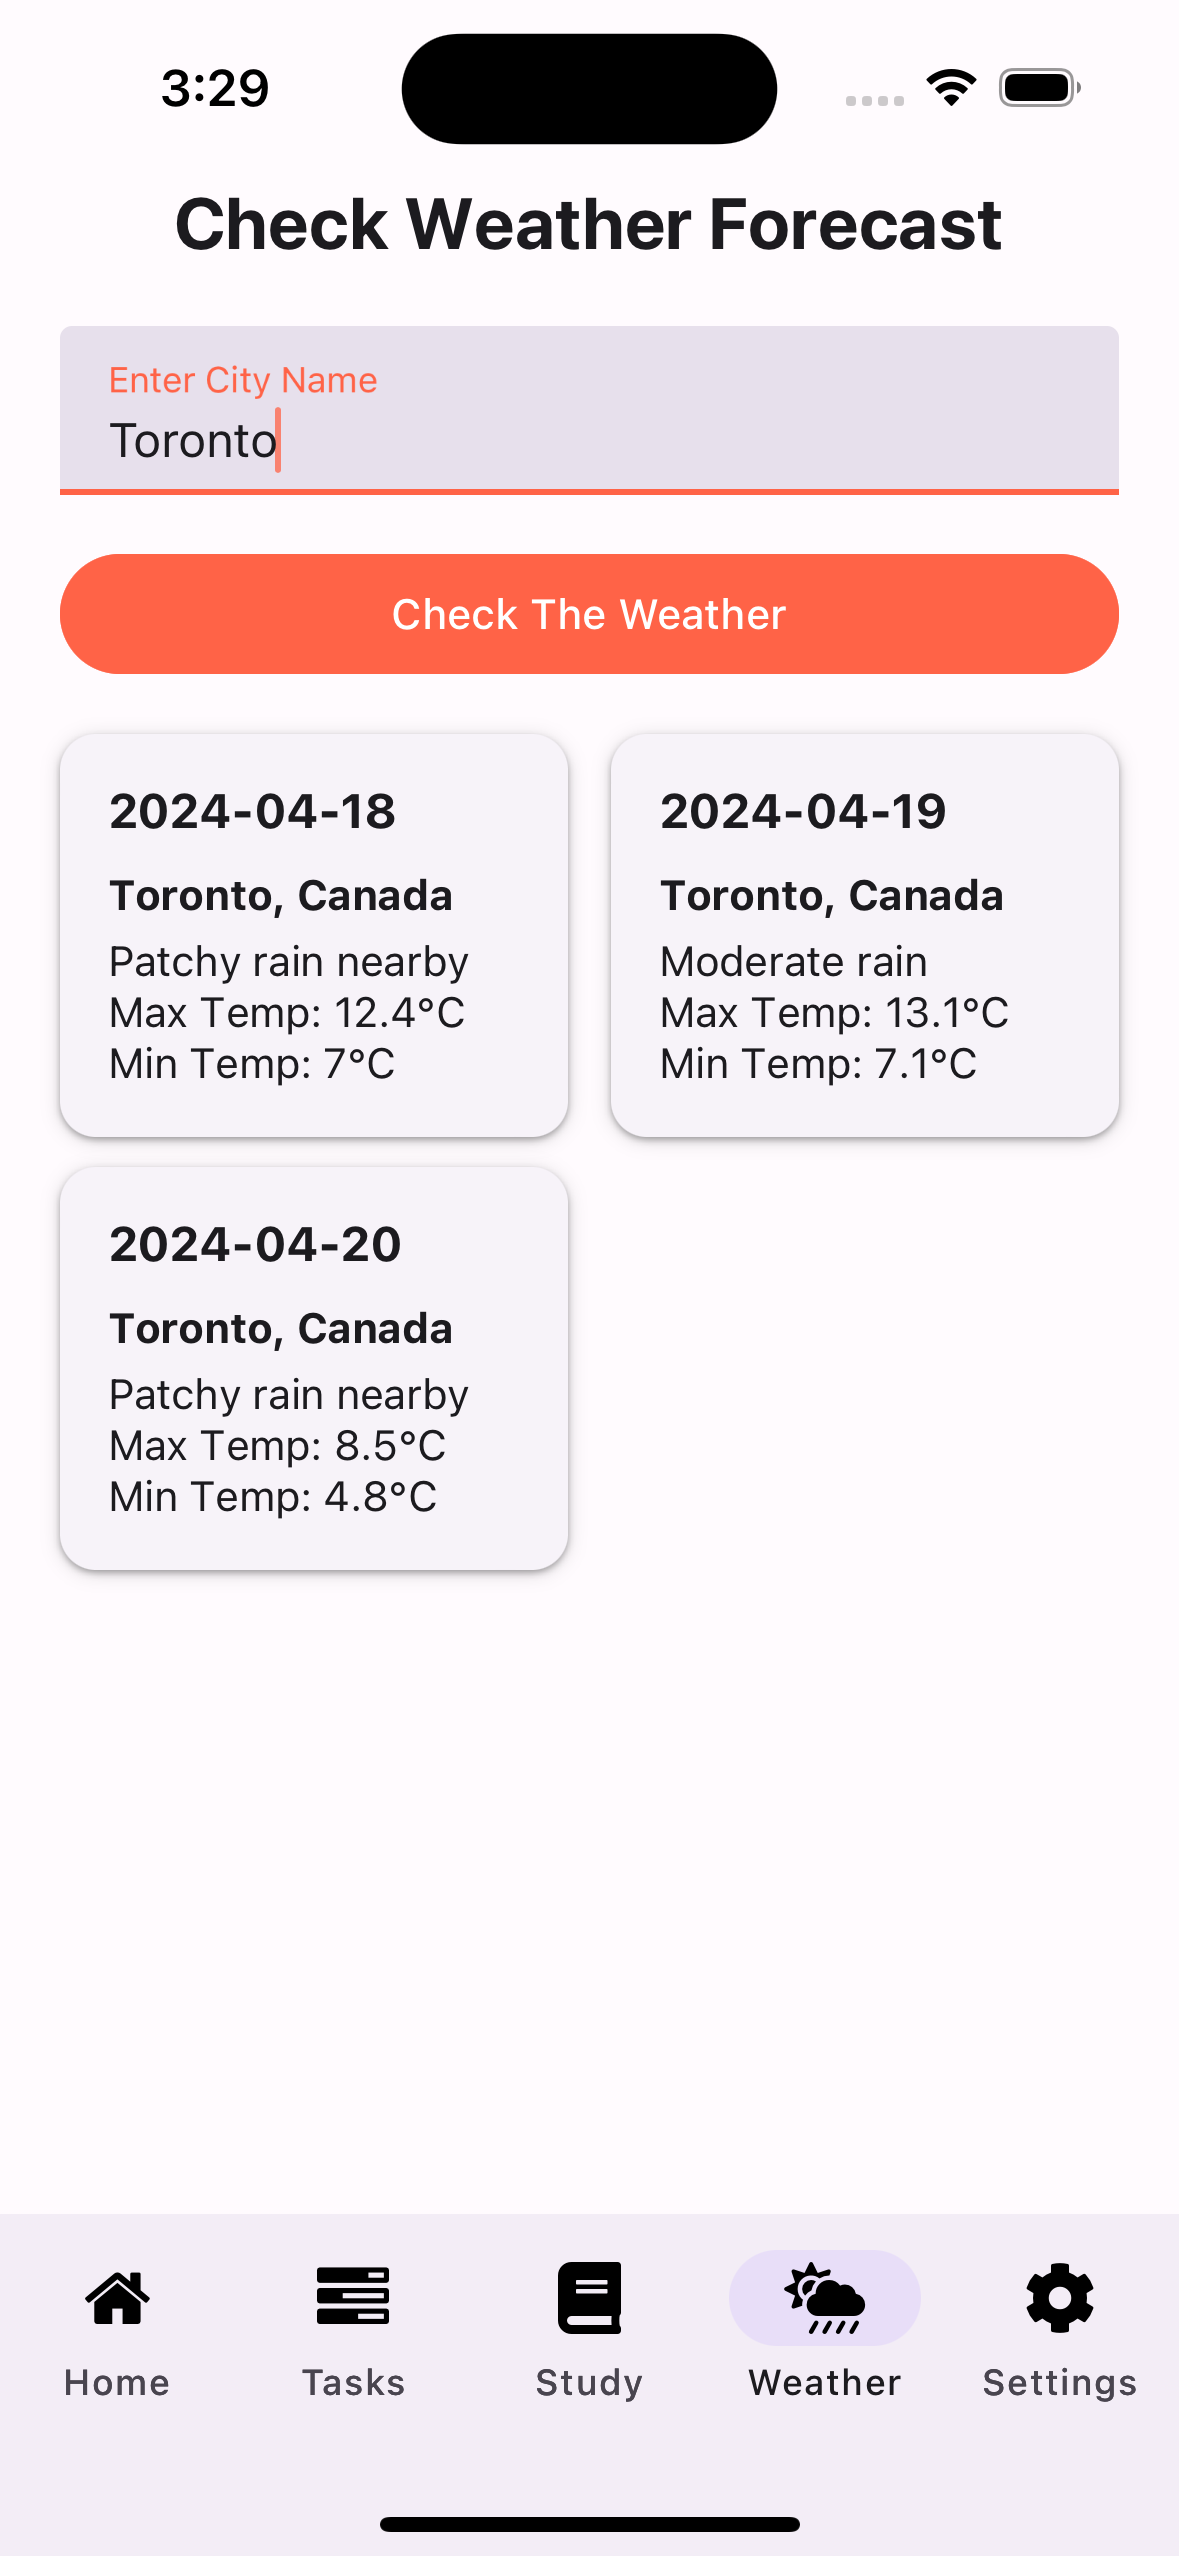 3:29
Check Weather Forecast
Enter City Name
Toronto
Check The Weather
2024-04-18
Toronto, Canada
Patchy rain nearby
Max Temp: 12.4°C
Min Temp: 7°C
2024-04-19
Toronto, Canada
Moderate rain
Max Temp: 13.1°C
Min Temp: 7.1°C
2024-04-20
Toronto, Canada
Patchy rain nearby
Max Temp: 8.5°C
Min Temp: 4.8°C
Home
Tasks
Study
Weather
Settings